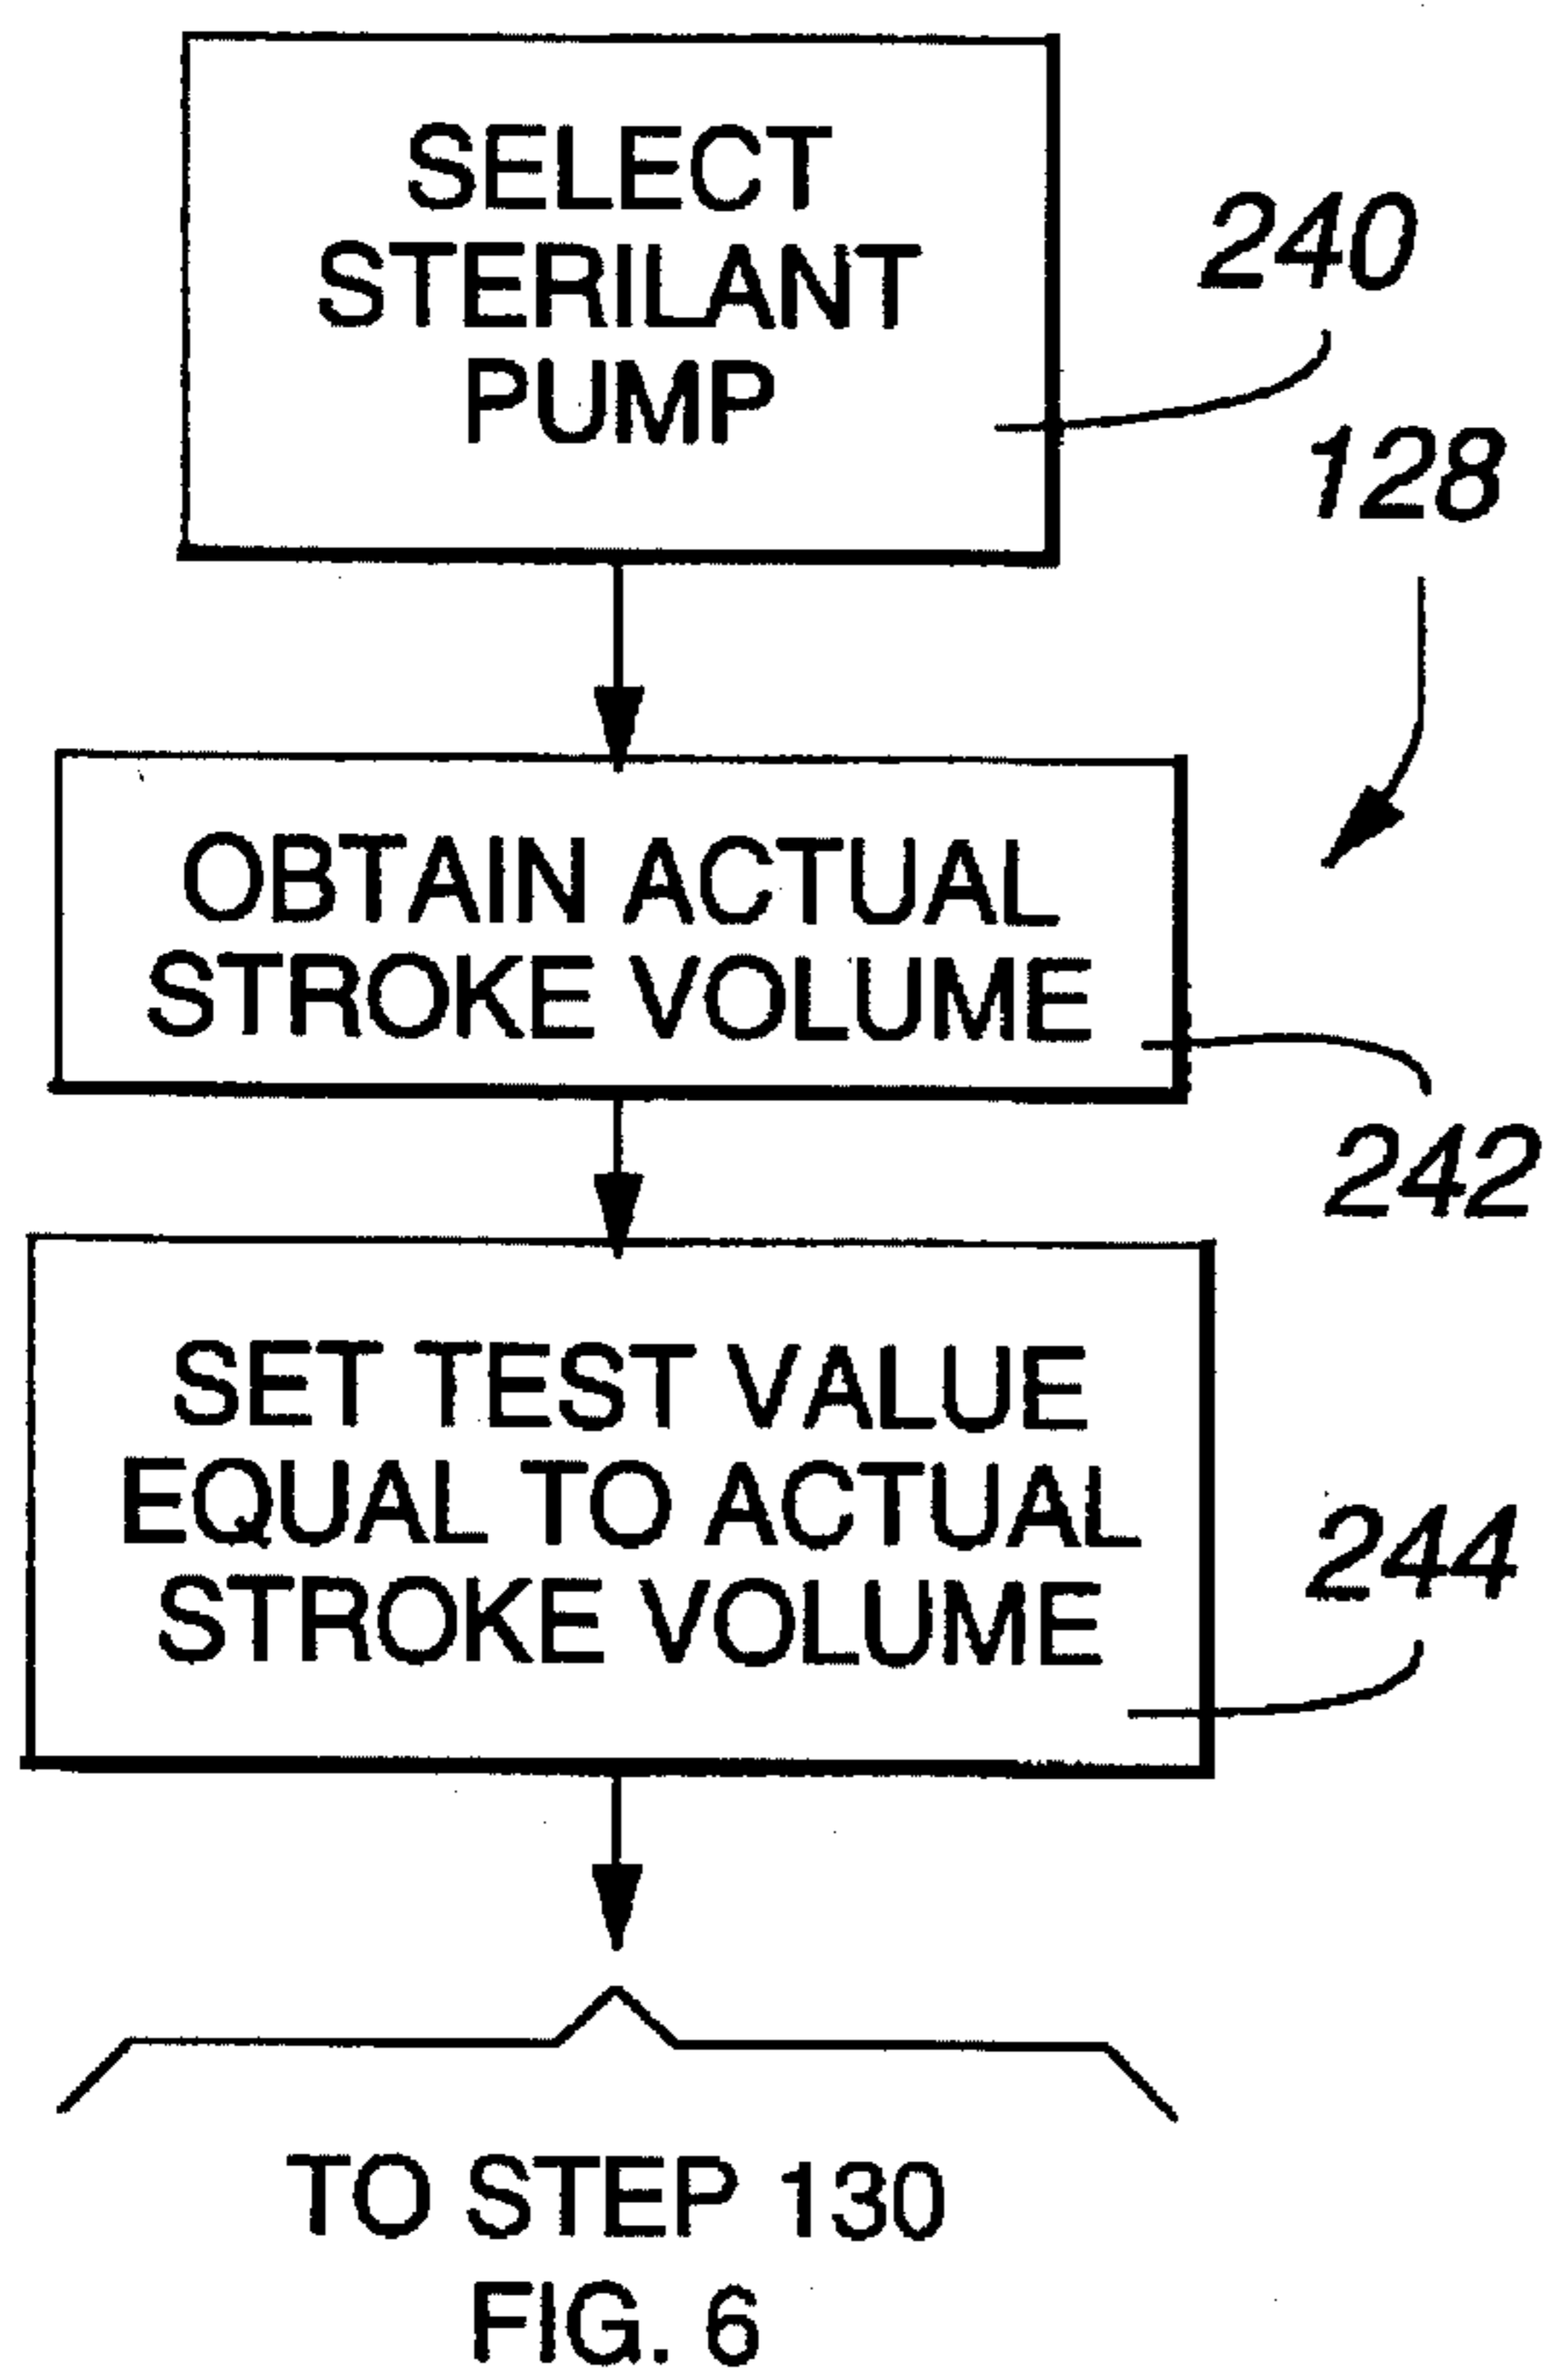 SELECT
STERILANT
PUMP
240
128
OBTAIN ACTUAL
STROKE VOLUME
242
SET TEST VALUE
EQUAL TO ACTUAL
STROKE VOLUME
244
TO STEP 130
FIG. 6